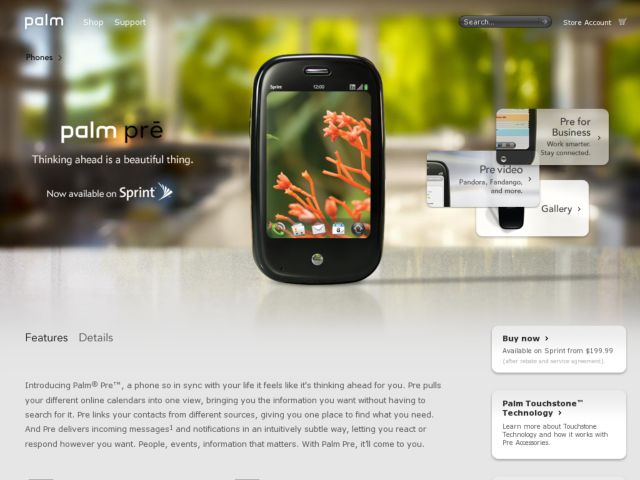 palm
Shop
Support
Search...
Store Account
Phones
Sprint
12:00
palm prē
Thinking ahead is a beautiful thing.
Now available on Sprint
Pre for
Business
Work smarter.
Stay connected.
Pre video
Pandora, Fandango,
and more.
Gallery
Features
Details
Introducing Palm® Pre™, a phone so in sync with your life it feels like it's thinking ahead for you. Pre pulls
your different online calendars into one view, bringing you the information you want without having to
search for it. Pre links your contacts from different sources, giving you one place to find what you need.
And Pre delivers incoming messages¹ and notifications in an intuitively subtle way, letting you react or
respond however you want. People, events, information that matters. With Palm Pre, it'll come to you.
Buy now
Available on Sprint from $199.99
(after rebate and service agreement).
Palm Touchstone™
Technology
Learn more about Touchstone
Technology and how it works with
Pre Accessories.